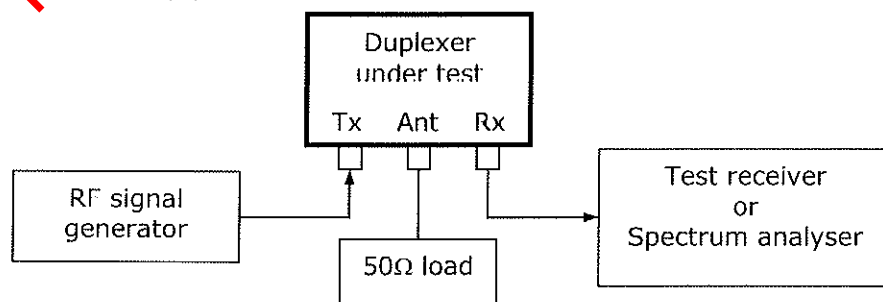 Duplexer
under test
Tx Ant Rx
RF signal
generator
50Ω load
Test receiver
or
Spectrum analyser